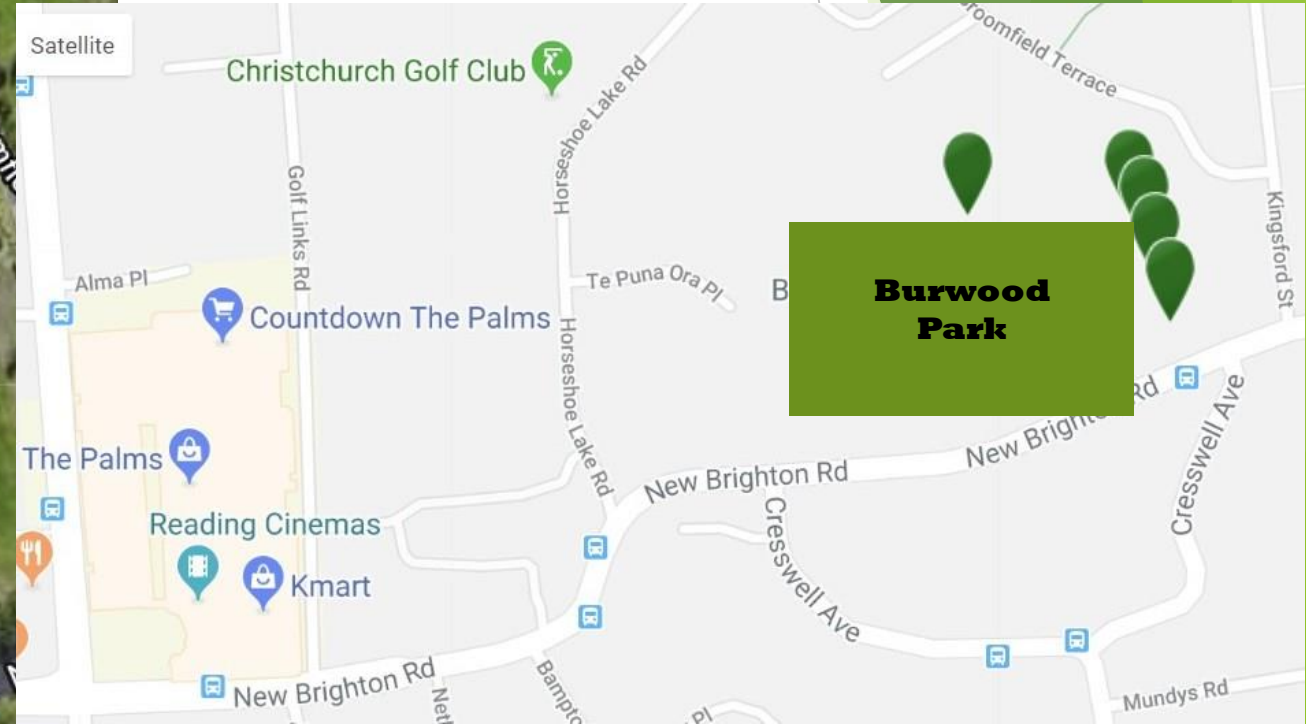 Satellite
Christchurch Golf Club
Horseshoe Lake Rd
Broomfield Terrace
Golf Links Rd
Kingsford St
Alma Pl
Te Puna Ora Pl
B
Burwood
Park
Countdown The Palms
Horseshoe Lake Rd
The Palms
New Brighton Rd
New Brighton Rd
Cresswell Ave
Reading Cinemas
Kmart
Cresswell Ave
New Brighton Rd
Pl
Mundys Rd